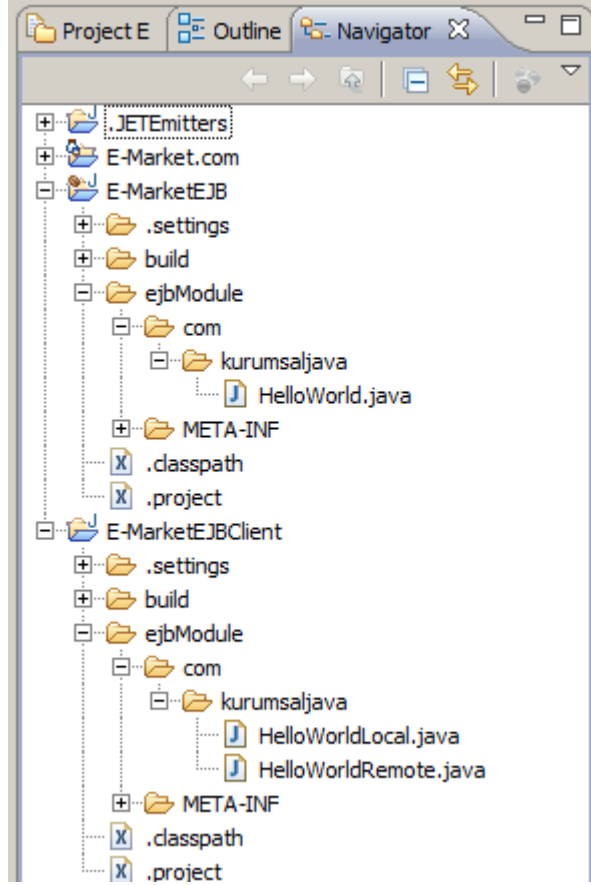 Project E Outline Navigator
.JETEmitters
E-Market.com
E-MarketEJB
.settings
build
ejbModule
com
kurumsaljava
HelloWorld.java
META-INF
.classpath
.project
E-MarketEJBClient
.settings
build
ejbModule
com
kurumsaljava
HelloWorldLocal.java
HelloWorldRemote.java
META-INF
.classpath
.project